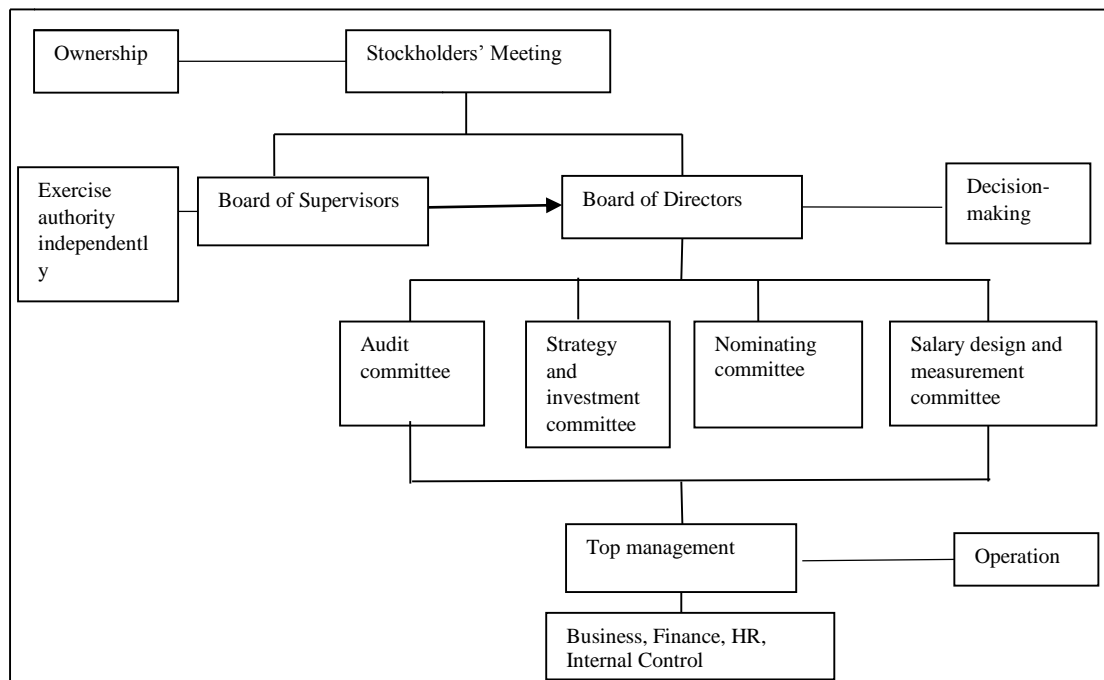 Ownership
Stockholders’ Meeting
Exercise
authority
independentl
y
Board of Supervisors
Board of Directors
Decision-
making
Audit
committee
Strategy
and
investment
committee
Nominating
committee
Salary design and
measurement
committee
Top management
Operation
Business, Finance, HR,
Internal Control